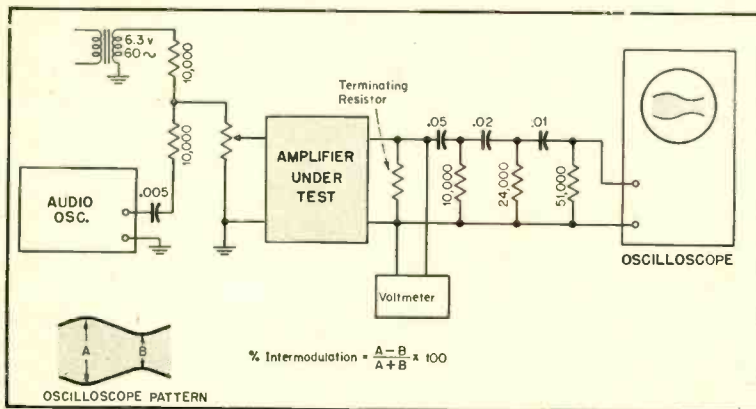 6.3 v
60~
10,000
10,000
.005
AUDIO
OSC.
AMPLIFIER
UNDER
TEST
Terminating
Resistor
.05
.02
.01
10,000
24,000
51,000
Voltmeter
OSCILLOSCOPE
A
B
OSCILLOSCOPE PATTERN
% Intermodulation = A-B/A+B x 100